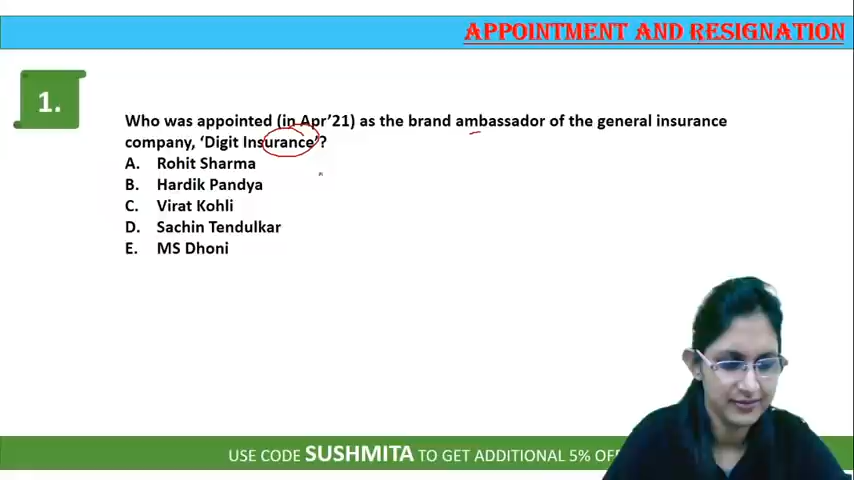 APPOINTMENT AND RESIGNATION
1.
Who was appointed (in Apr'21) as the brand ambassador of the general insurance
company, 'Digit Insurance'?
A. Rohit Sharma
B. Hardik Pandya
C. Virat Kohli
D. Sachin Tendulkar
E. MS Dhoni
USE CODE SUSHMITA TO GET ADDITIONAL 5% OF